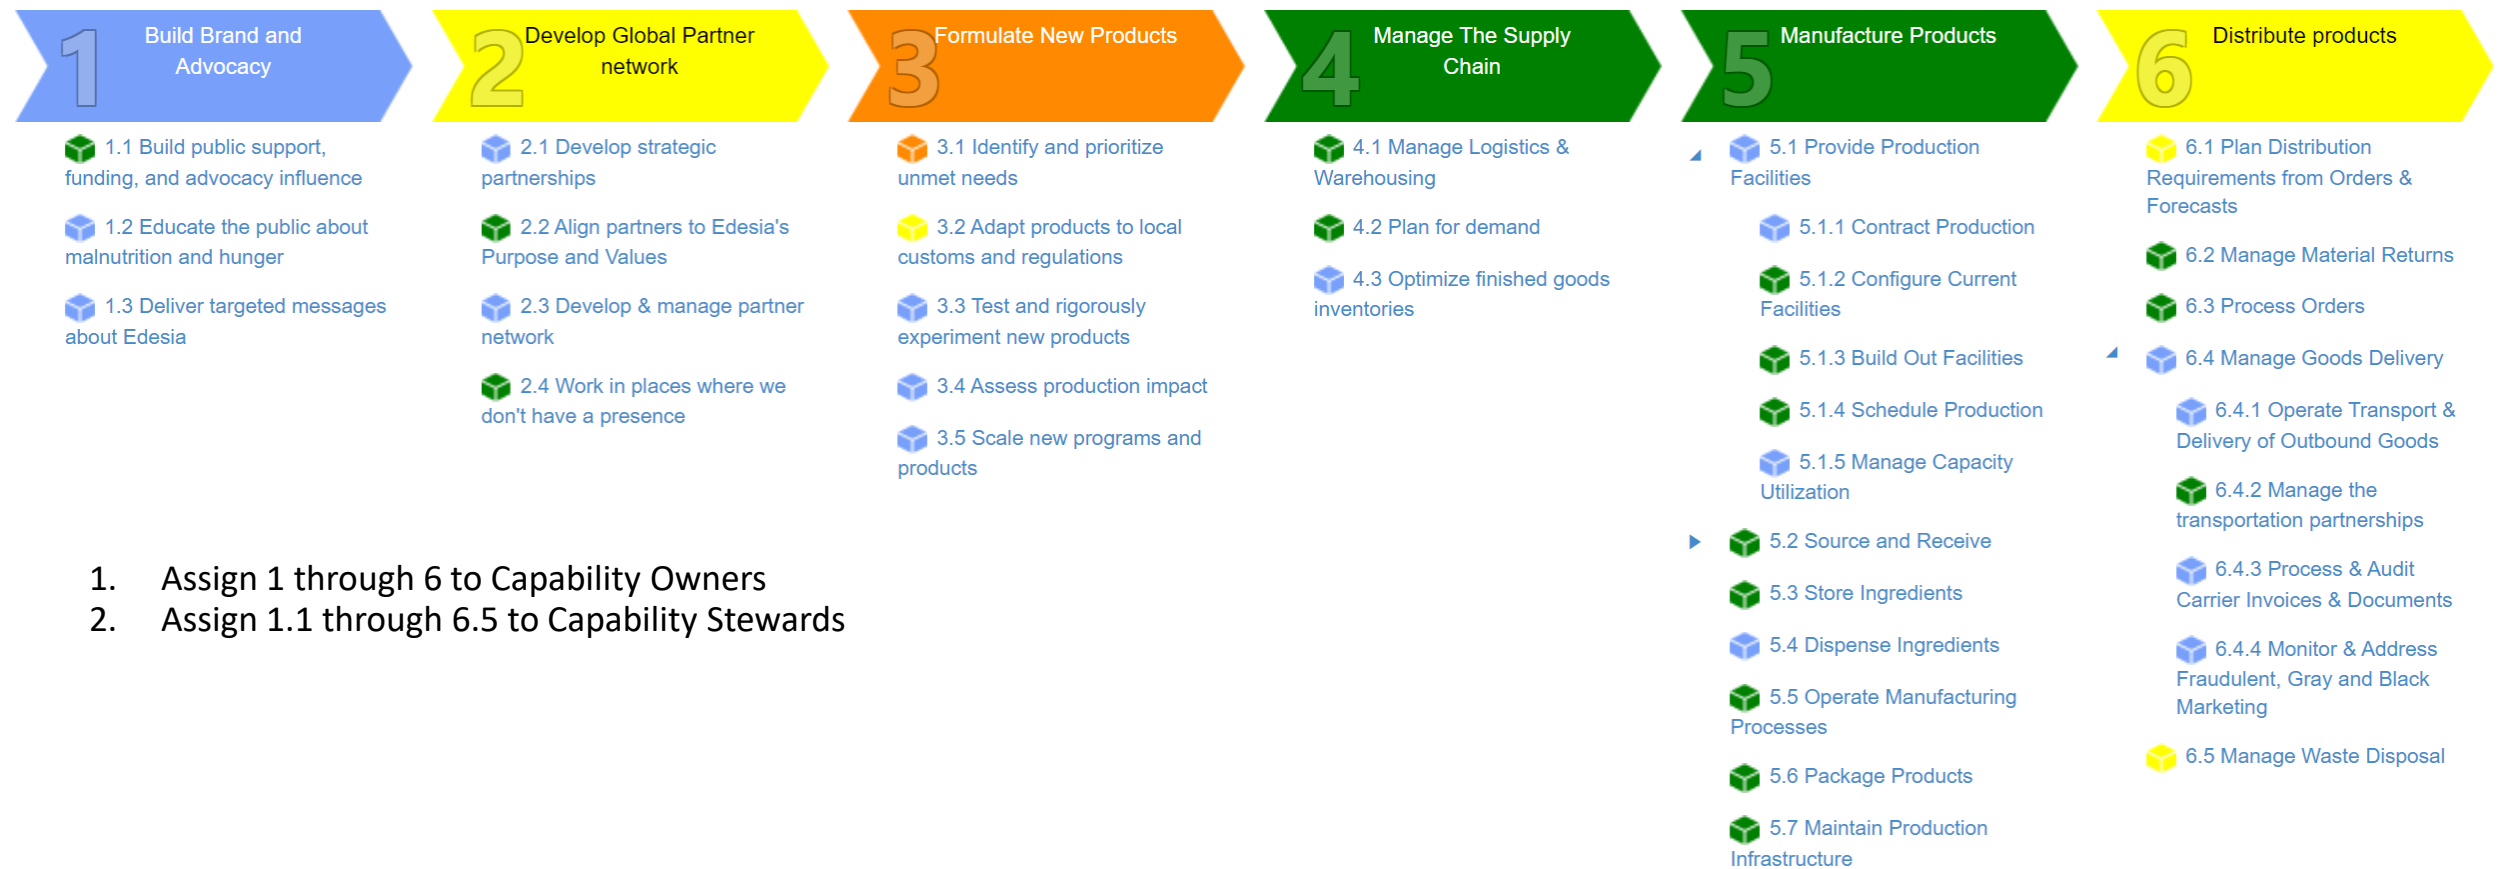 1
Build Brand and
Advocacy
1.1 Build public support,
funding, and advocacy influence
1.2 Educate the public about
malnutrition and hunger
1.3 Deliver targeted messages
about Edesia
2
Develop Global Partner
network
2.1 Develop strategic
partnerships
2.2 Align partners to Edesia's
Purpose and Values
2.3 Develop & manage partner
network
2.4 Work in places where we
don't have a presence
3
Formulate New Products
3.1 Identify and prioritize
unmet needs
3.2 Adapt products to local
customs and regulations
3.3 Test and rigorously
experiment new products
3.4 Assess production impact
3.5 Scale new programs and
products
4
Manage The Supply
Chain
4.1 Manage Logistics &
Warehousing
4.2 Plan for demand
4.3 Optimize finished goods
inventories
5
Manufacture Products
5.1 Provide Production
Facilities
5.1.1 Contract Production
5.1.2 Configure Current
Facilities
5.1.3 Build Out Facilities
5.1.4 Schedule Production
5.1.5 Manage Capacity
Utilization
5.2 Source and Receive
5.3 Store Ingredients
5.4 Dispense Ingredients
5.5 Operate Manufacturing
Processes
5.6 Package Products
5.7 Maintain Production
Infrastructure
6
Distribute products
6.1 Plan Distribution
Requirements from Orders &
Forecasts
6.2 Manage Material Returns
6.3 Process Orders
6.4 Manage Goods Delivery
6.4.1 Operate Transport &
Delivery of Outbound Goods
6.4.2 Manage the
transportation partnerships
6.4.3 Process & Audit
Carrier Invoices & Documents
6.4.4 Monitor & Address
Fraudulent, Gray and Black
Marketing
6.5 Manage Waste Disposal
1. Assign 1 through 6 to Capability Owners
2. Assign 1.1 through 6.5 to Capability Stewards